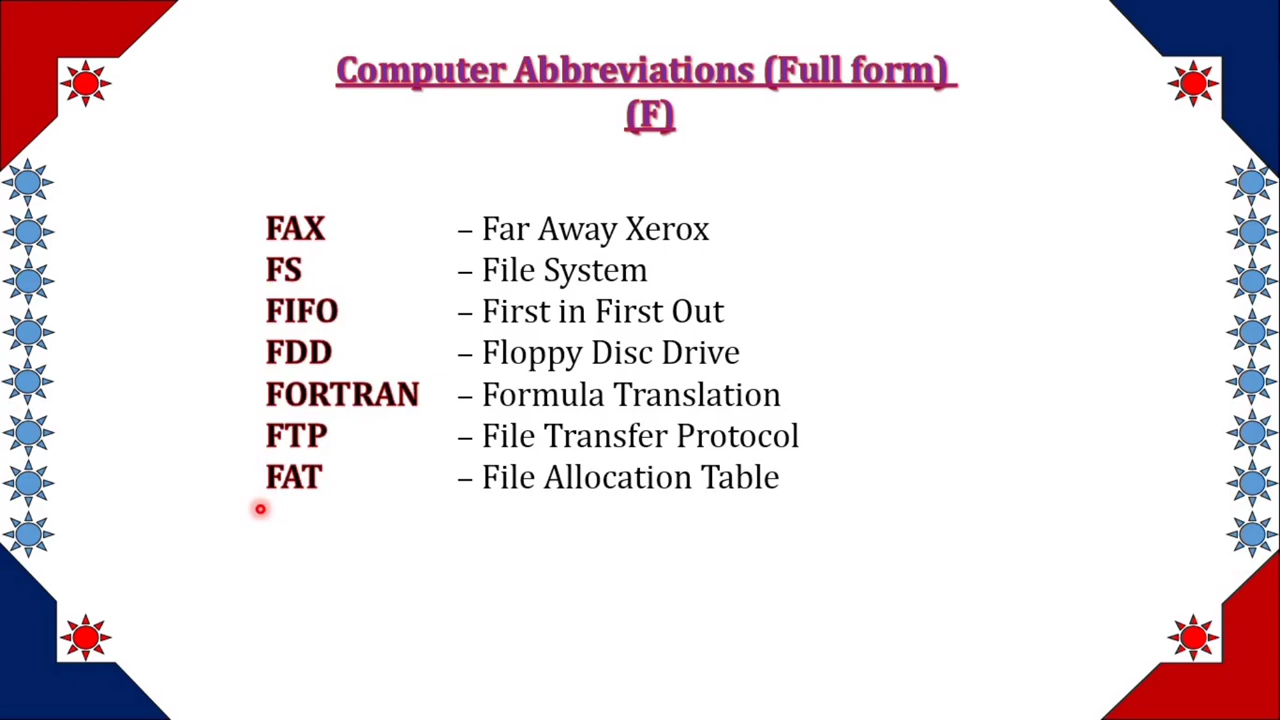 Computer Abbreviations (Full form)
(F)
FAX – Far Away Xerox
FS – File System
FIFO – First in First Out
FDD – Floppy Disc Drive
FORTRAN – Formula Translation
FTP – File Transfer Protocol
FAT – File Allocation Table